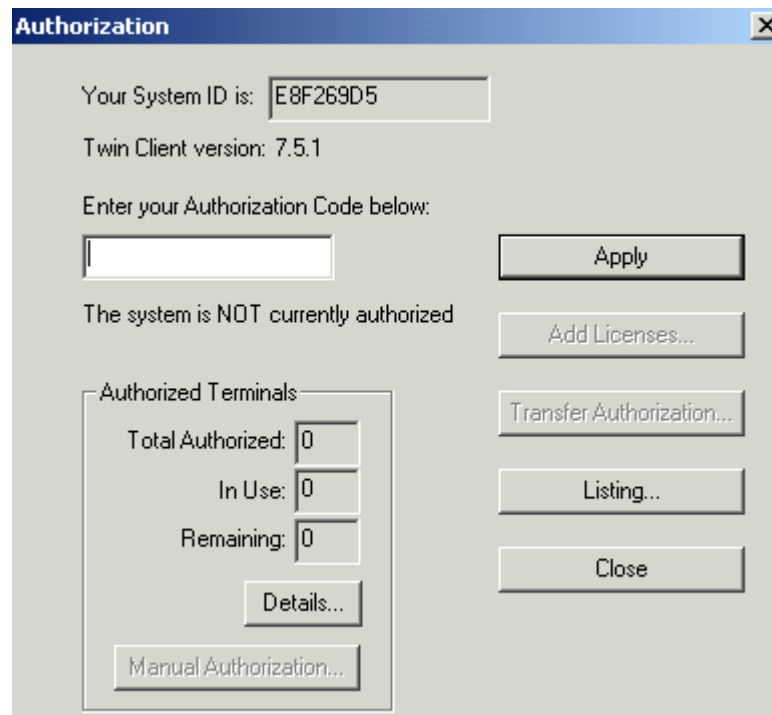 Authorization
Your System ID is: E8F269D5
Twin Client version: 7.5.1
Enter your Authorization Code below:
Apply
The system is NOT currently authorized
Add Licenses...
Authorized Terminals
Transfer Authorization...
Total Authorized: 0
In Use: 0
Listing...
Remaining: 0
Close
Details...
Manual Authorization...